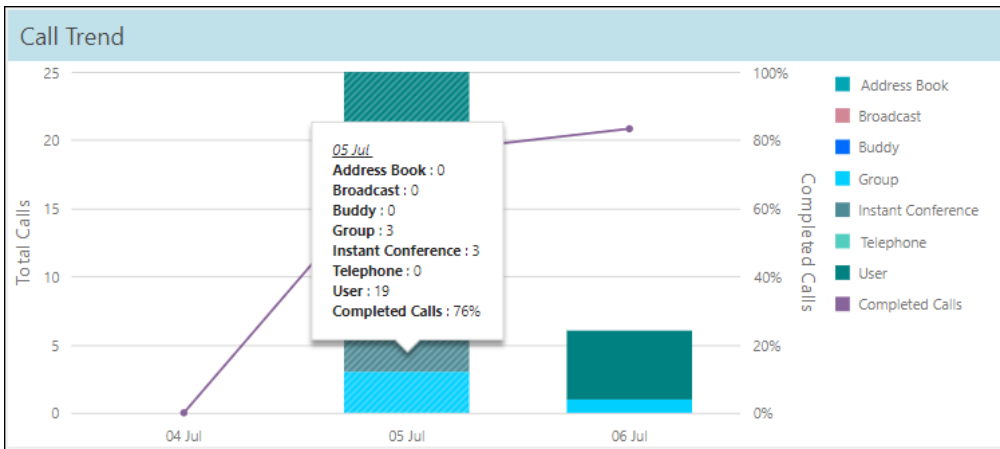 Call Trend
25
20
15
10
5
0
Total Calls
05 Jul
Address Book : 0
Broadcast : 0
Buddy : 0
Group : 3
Instant Conference : 3
Telephone : 0
User : 19
Completed Calls : 76%
04 Jul
05 Jul
06 Jul
100%
80%
60%
40%
20%
0%
Completed Calls
Address Book
Broadcast
Buddy
Group
Instant Conference
Telephone
User
Completed Calls